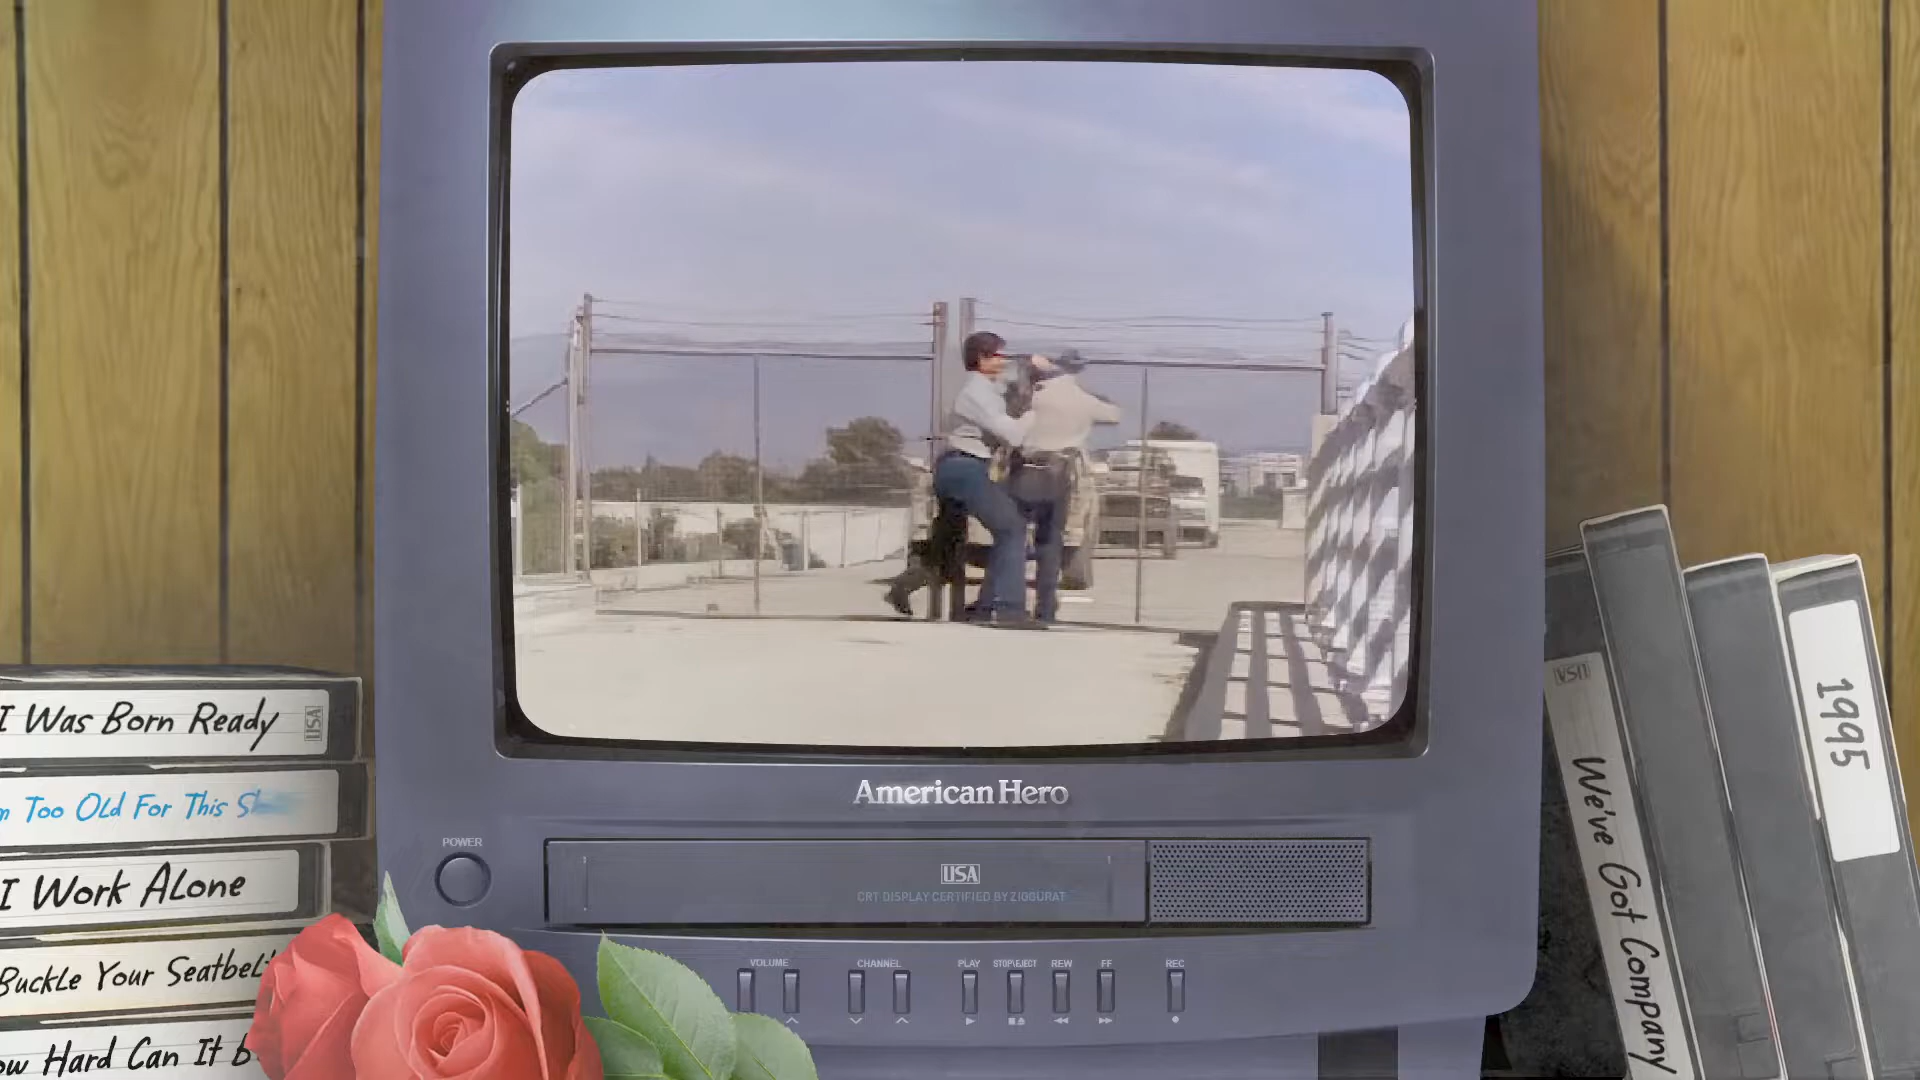 American Hero
POWER
USA
CRT DISPLAY CERTIFIED BY ZIGGURAT
VOLUME
CHANNEL
PLAY
STOP\EJECT
REW
FF
REC
I Was Born Ready
USA
Too Old For This
I Work Alone
Buckle Your
Hard Can It
USA
We've Got Company
1995